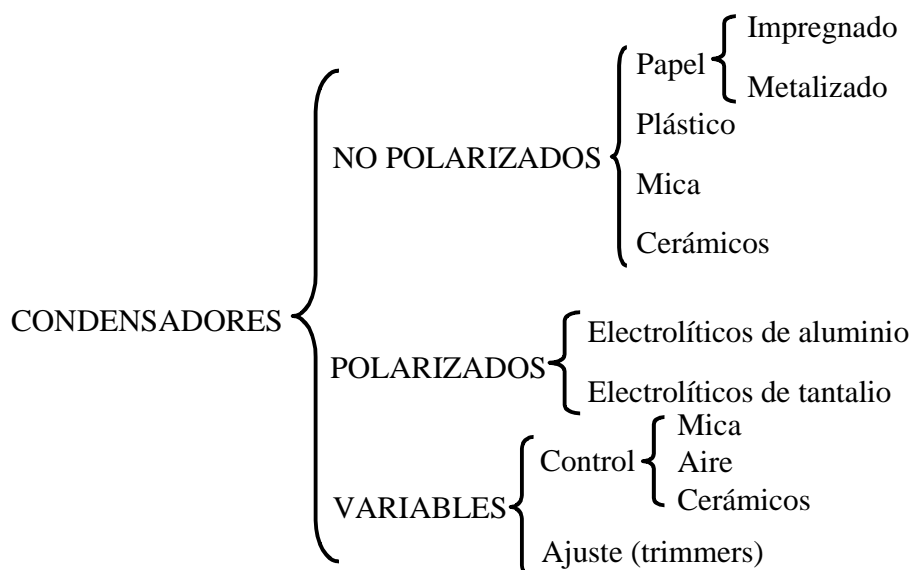 CONDENSADORES
NO POLARIZADOS
Papel
Impregnado
Metalizado
Plástico
Mica
Cerámicos
POLARIZADOS
Electrolíticos de aluminio
Electrolíticos de tantalio
VARIABLES
Control
Mica
Aire
Cerámicos
Ajuste (trimmers)